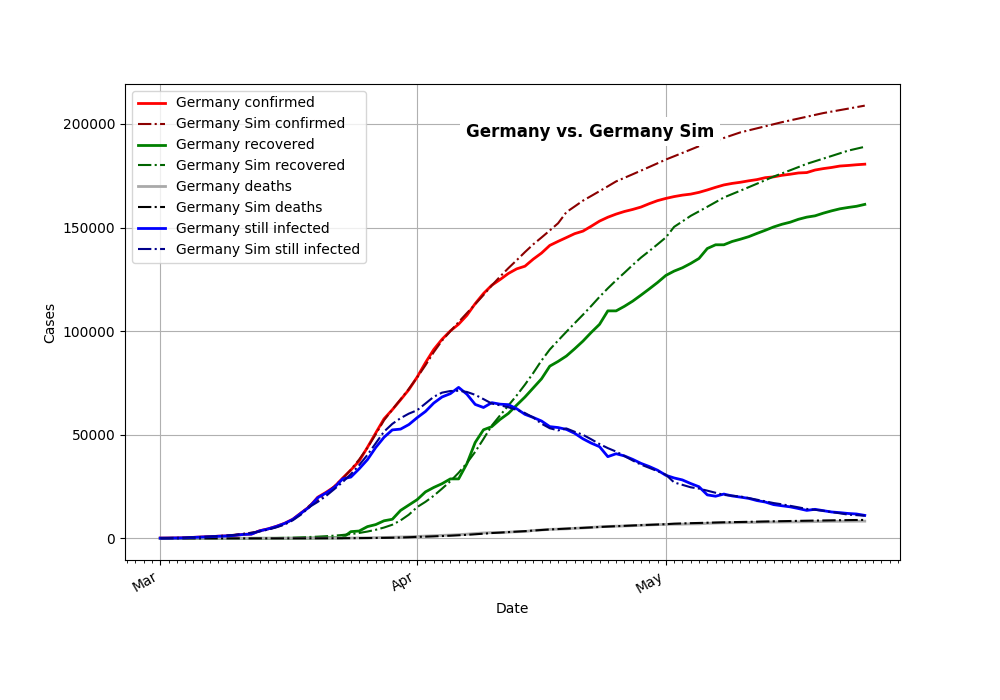 Germany vs. Germany Sim
Germany confirmed
Germany Sim confirmed
Germany recovered
Germany Sim recovered
Germany deaths
Germany Sim deaths
Germany still infected
Germany Sim still infected
Cases
200000
150000
100000
50000
0
Mar
Apr
May
Date